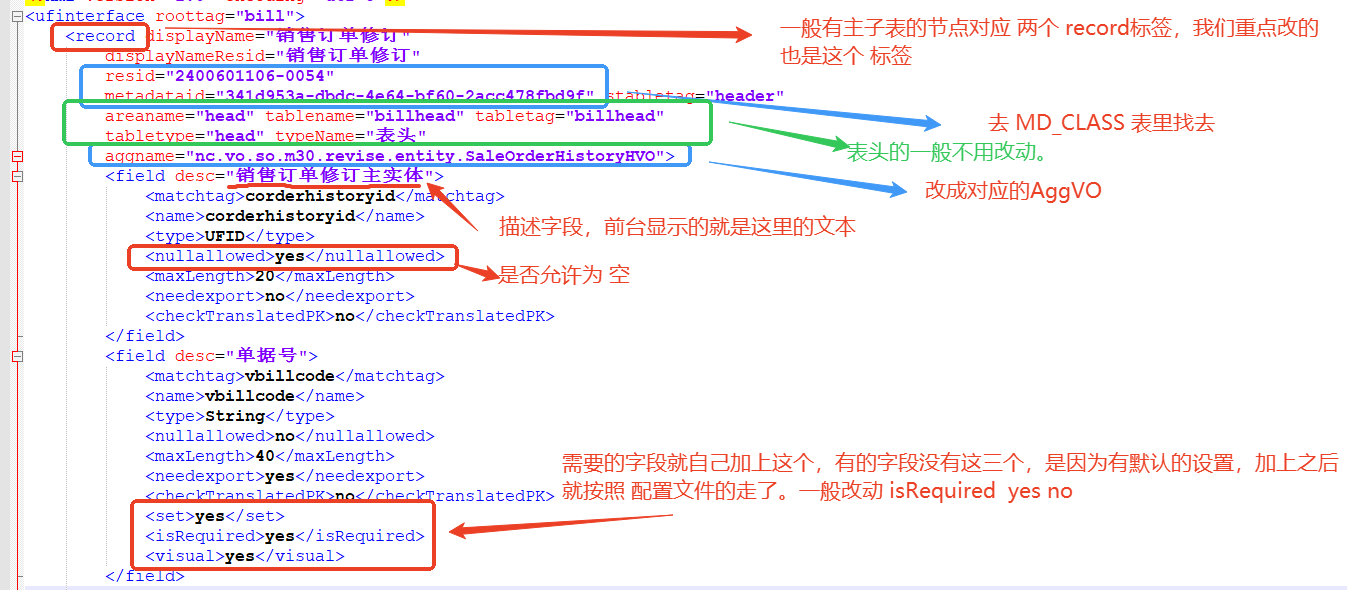 <ufinterface roottag="bill">
<record displayName="销售订单修订"
一般有主子表的节点对应 两个 record标签，我们重点改的
也是这个 标签
displayNameResid="销售订单修订"
resid="2400601106-0054"
metadataid="341d953a-dbdc-4e64-bf60-2acc478fbd9f" stabletag="header"
areaname="head" tablename="billhead" tabletag="billhead"
去 MD_CLASS 表里找去
tabletype="head" typeName="表头"
表头的一般不用改动。
aggname="nc.vo.so.m30.revise.entity.SaleOrderHistoryHVO">
<field desc="销售订单修订主实体">
改成对应的AggVO
<matchtag>corderhistoryid</matchtag>
<name>corderhistoryid</name>
描述字段，前台显示的就是这里的文本
<type>UFID</type>
<nullallowed>yes</nullallowed>
<maxLength>20</maxLength>
是否允许为 空
<needexport>no</needexport>
<checkTranslatedPK>no</checkTranslatedPK>
</field>
<field desc="单据号">
<matchtag>vbillcode</matchtag>
<name>vbillcode</name>
<type>String</type>
<nullallowed>no</nullallowed>
<maxLength>40</maxLength>
需要的字段就自己加上这个，有的字段没有这三个，是因为有默认的设置，加上之后
就按照 配置文件的走了。一般改动 isRequired yes no
<needexport>yes</needexport>
<checkTranslatedPK>no</checkTranslatedPK>
<set>yes</set>
<isRequired>yes</isRequired>
<visual>yes</visual>
</field>